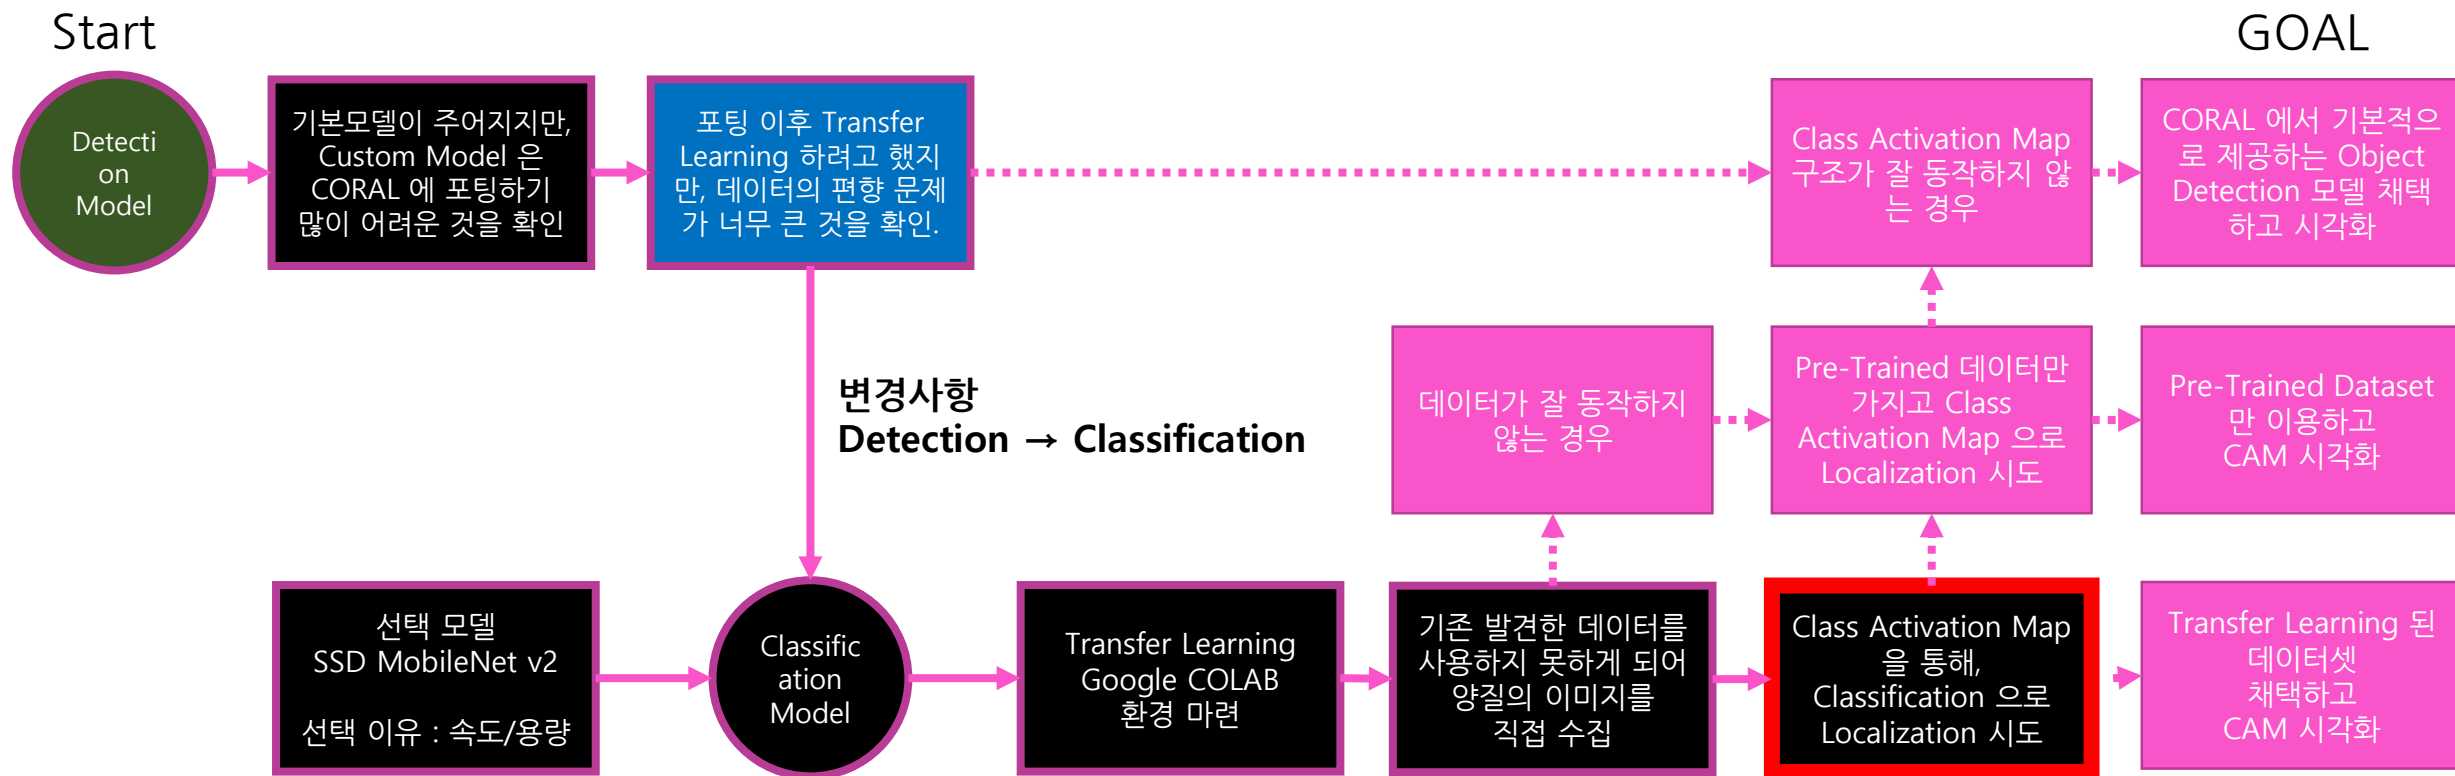 Start
GOAL
Detecti
on
Model
기본모델이 주어지지만,
Custom Model 은
CORAL 에 포팅하기
많이 어려운 것을 확인
포팅 이후 Transfer
Learning 하려고 했지
만, 데이터의 편향 문제
가 너무 큰 것을 확인.
Class Activation Map
구조가 잘 동작하지 않
는 경우
CORAL 에서 기본적으
로 제공하는 Object
Detection 모델 채택
하고 시각화
변경사항
Detection → Classification
데이터가 잘 동작하지
않는 경우
Pre-Trained 데이터만
가지고 Class
Activation Map 으로
Localization 시도
Pre-Trained Dataset
만 이용하고
CAM 시각화
선택 모델
SSD MobileNet v2
선택 이유 : 속도/용량
Classific
ation
Model
Transfer Learning
Google COLAB
환경 마련
기존 발견한 데이터를
사용하지 못하게 되어
양질의 이미지를
직접 수집
Class Activation Map
을 통해,
Classification 으로
Localization 시도
Transfer Learning 된
데이터셋
채택하고
CAM 시각화